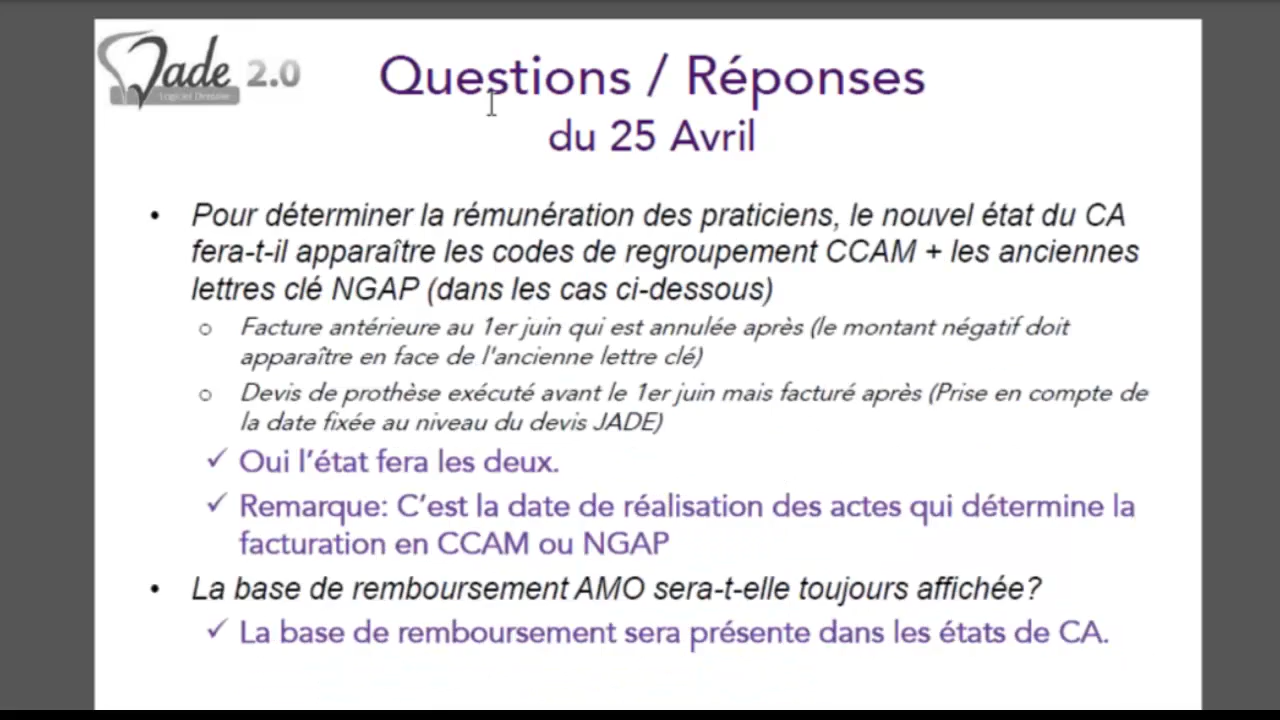 Jade 2.0
Logiciel Dentaire
Questions / Réponses
du 25 Avril
• Pour déterminer la rémunération des praticiens, le nouvel état du CA
fera-t-il apparaître les codes de regroupement CCAM + les anciennes
lettres clé NGAP (dans les cas ci-dessous)
o Facture antérieure au 1er juin qui est annulée après (le montant négatif doit
apparaître en face de l'ancienne lettre clé)
o Devis de prothèse exécuté avant le 1er juin mais facturé après (Prise en compte de
la date fixée au niveau du devis JADE)
✓ Oui l'état fera les deux.
✓ Remarque: C'est la date de réalisation des actes qui détermine la
facturation en CCAM ou NGAP
• La base de remboursement AMO sera-t-elle toujours affichée?
✓ La base de remboursement sera présente dans les états de CA.